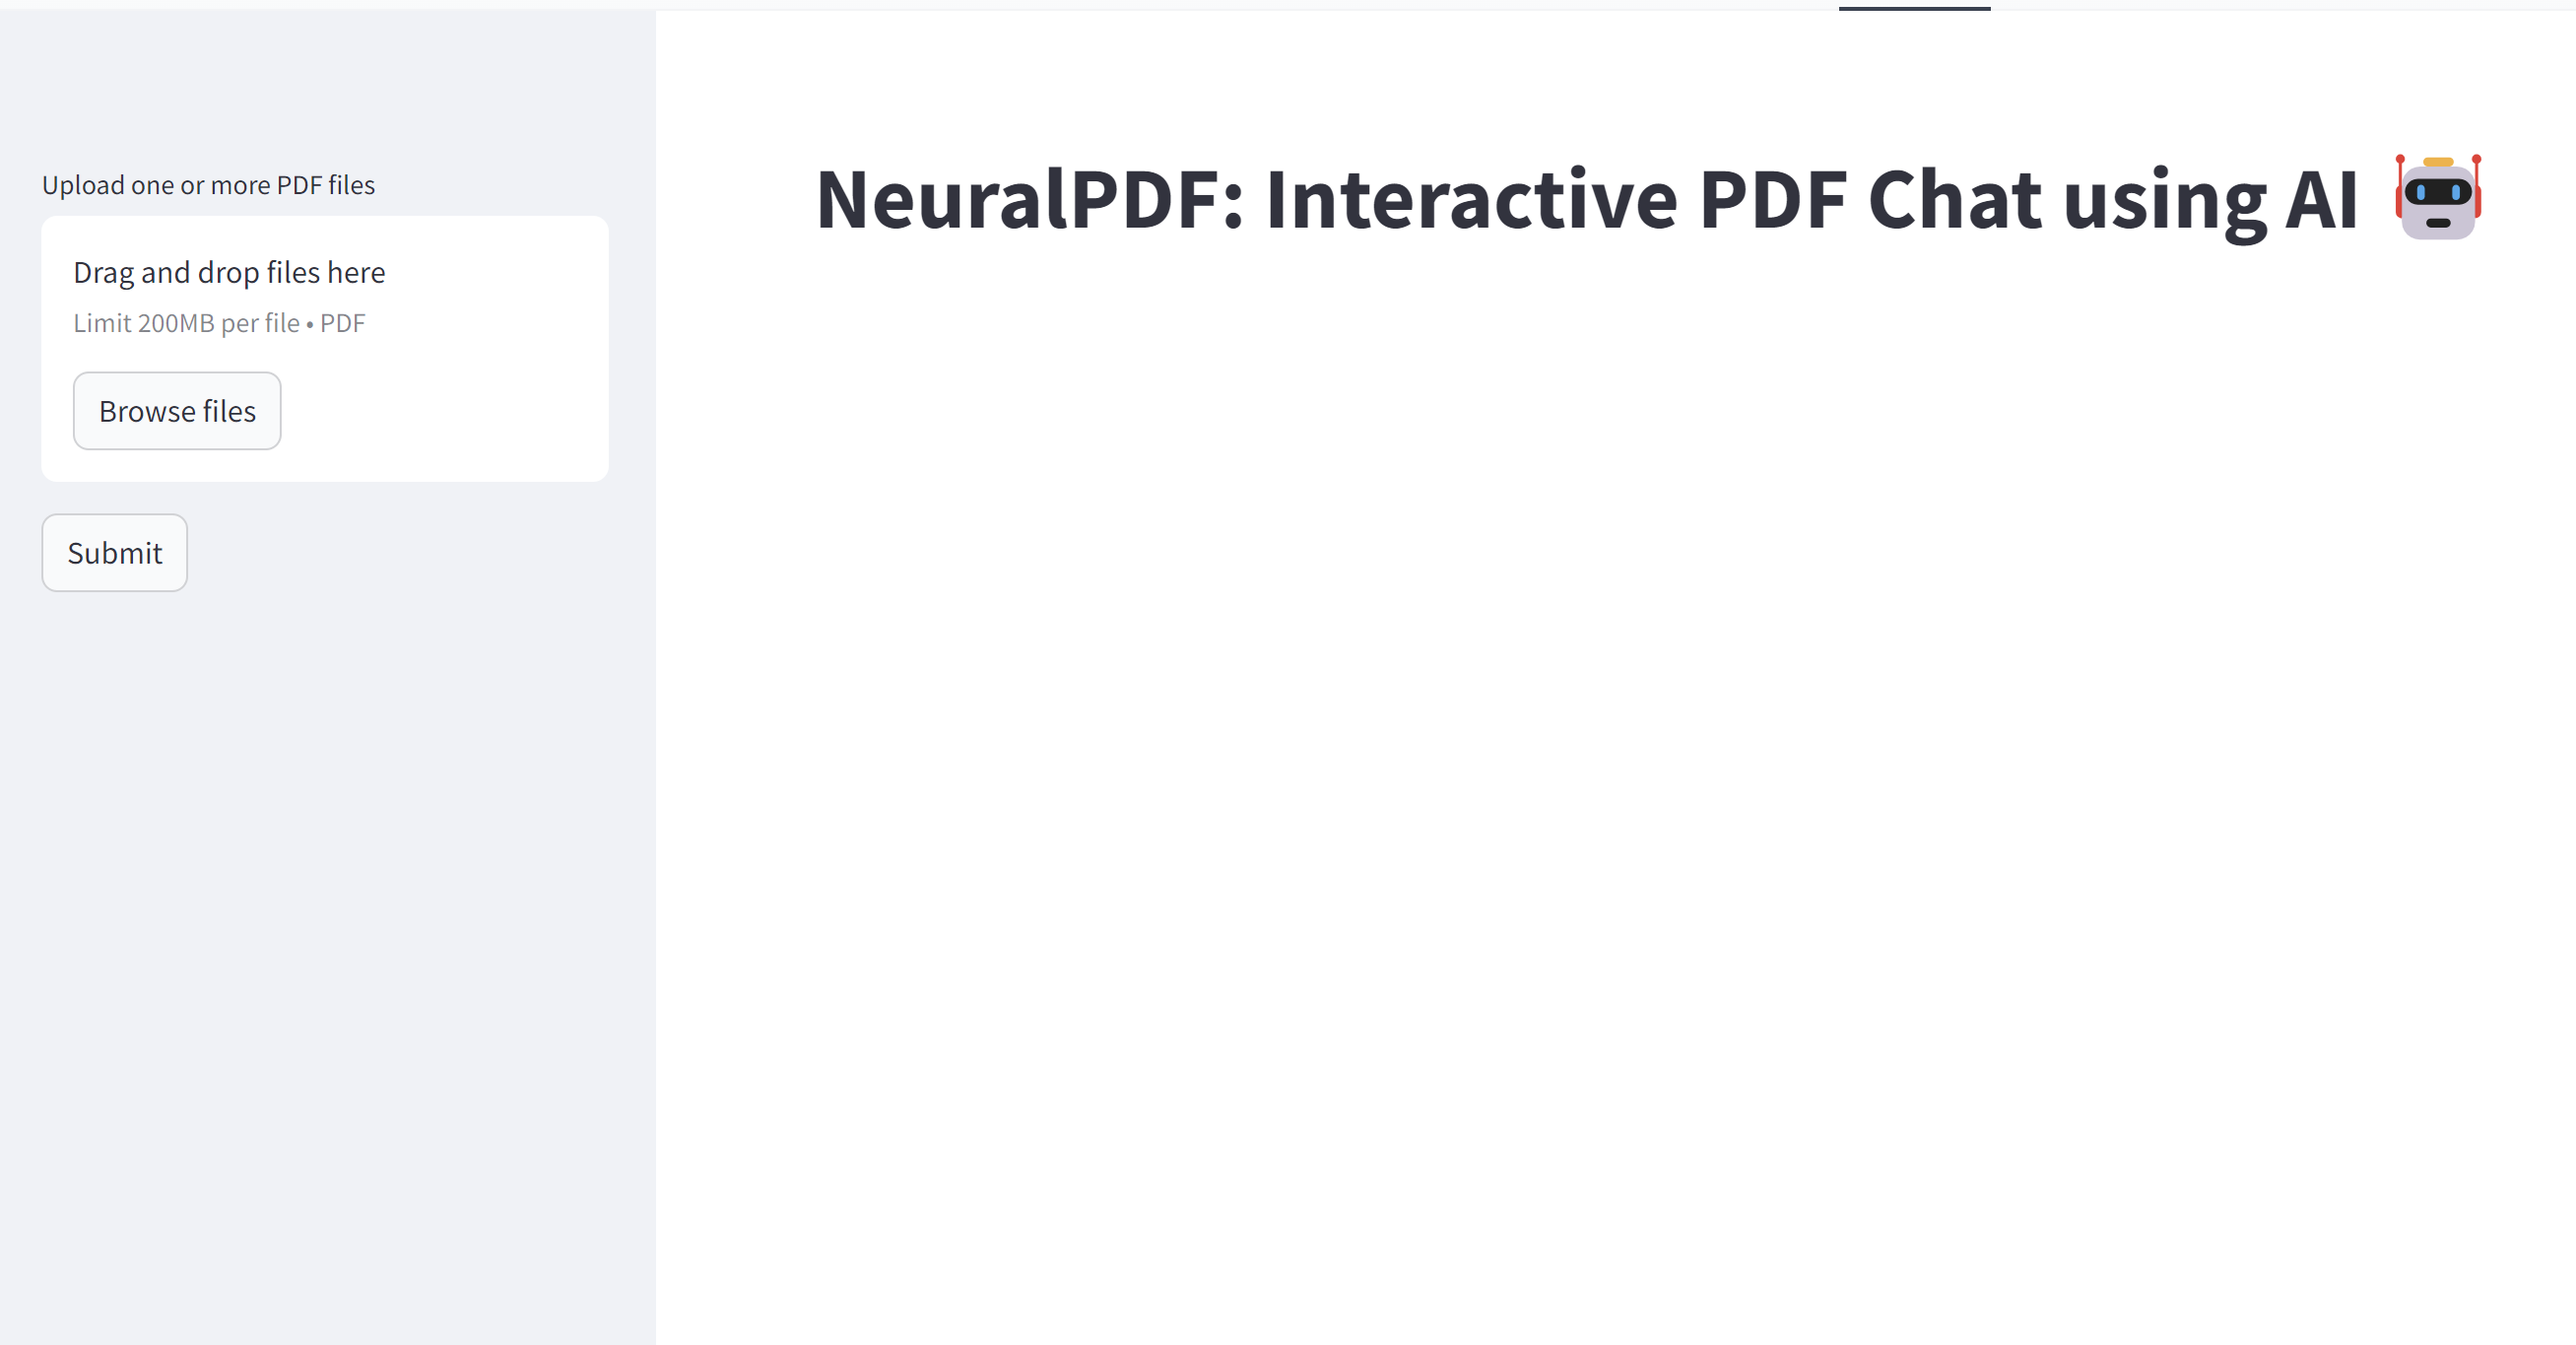 Upload one or more PDF files
Drag and drop files here
Limit 200MB per file • PDF
Browse files
Submit
NeuralPDF: Interactive PDF Chat using AI 🤖